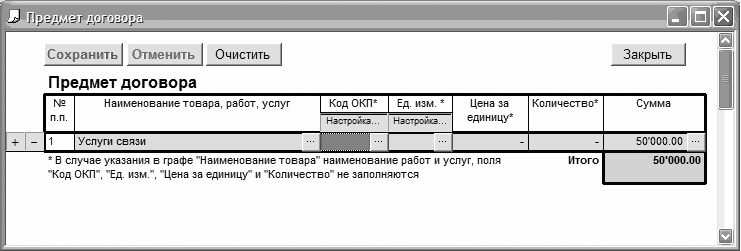 Предмет договора
Сохранить Отменить Очистить Закрыть
Предмет договора
№ п.п. Наименование товара, работ, услуг Код ОКП* Ед. изм. * Цена за единицу* Количество* Сумма
Настройка... Настройка...
+ − 1 Услуги связи ... ... ... - - 50'000.00 ...
* В случае указания в графе "Наименование товара" наименование работ и услуг, поля Итого 50'000.00
"Код ОКП", "Ед. изм.", "Цена за единицу" и "Количество" не заполняются